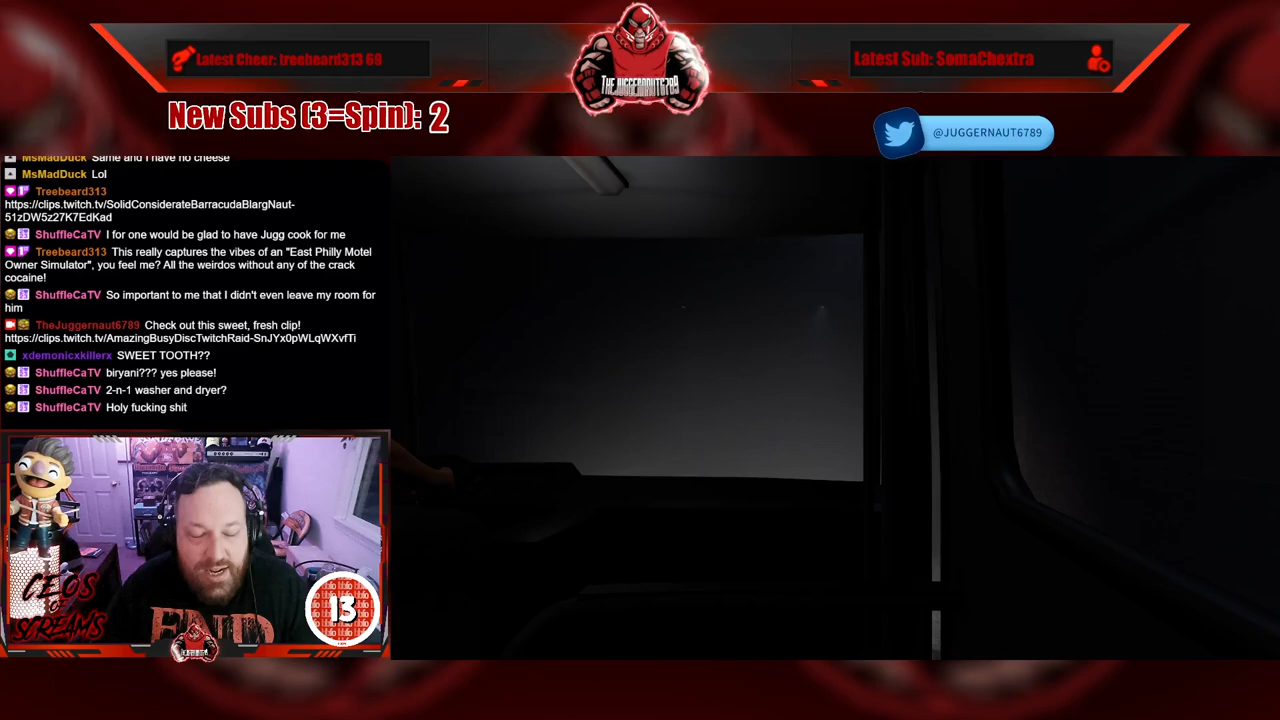 Latest Cheer: treebeard313 69
THEJUGGERNAUT6789
Latest Sub: SomaChextra
New Subs (3=Spin): 2
@JUGGERNAUT6789
MsMadDuck Same and I have no cheese
MsMadDuck Lol
Treebeard313
https://clips.twitch.tv/SolidConsiderateBarracudaBlargNaut-
51zDW5z27K7EdKad
ShuffleCaTV I for one would be glad to have Jugg cook for me
Treebeard313 This really captures the vibes of an "East Philly Motel
Owner Simulator", you feel me? All the weirdos without any of the crack
cocaine!
ShuffleCaTV So important to me that I didn't even leave my room for
him
TheJuggernaut6789 Check out this sweet, fresh clip!
https://clips.twitch.tv/AmazingBusyDiscTwitchRaid-SnJYx0pWLqWXvfTi
xdemonicxkillerx SWEET TOOTH??
ShuffleCaTV biryani??? yes please!
ShuffleCaTV 2-n-1 washer and dryer?
ShuffleCaTV Holy fucking shit
CEOS
OF
SCREAMS
13